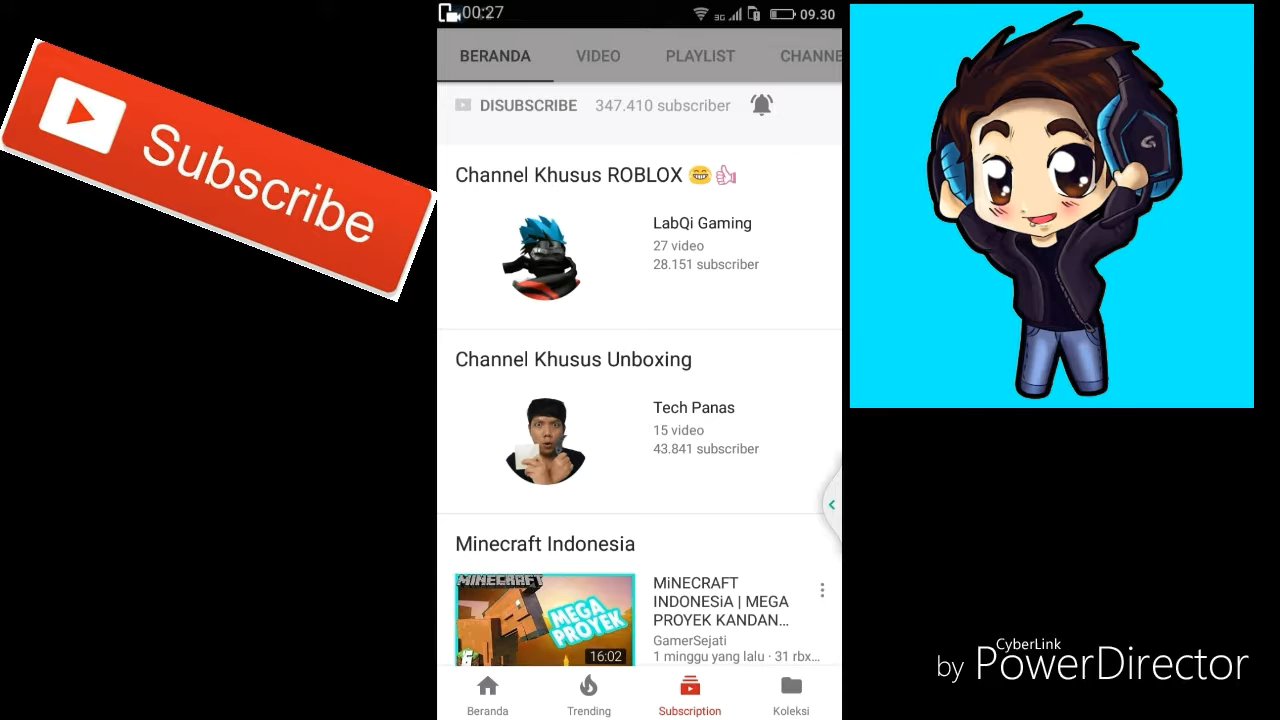 00:27
3G
09.30
BERANDA VIDEO PLAYLIST CHANNE
DISUBSCRIBE 347.410 subscriber
Subscribe
Channel Khusus ROBLOX 😂👍
LabQi Gaming
27 video
28.151 subscriber
Channel Khusus Unboxing
Tech Panas
15 video
43.841 subscriber
Minecraft Indonesia
MINECRAFT
MEGA
PROYEK
16:02
MiNECRAFT
INDONESiA | MEGA
PROYEK KANDAN...
GamerSejati
1 minggu yang lalu · 31 rbx...
Beranda Trending Subscription Koleksi
CyberLink
by PowerDirector